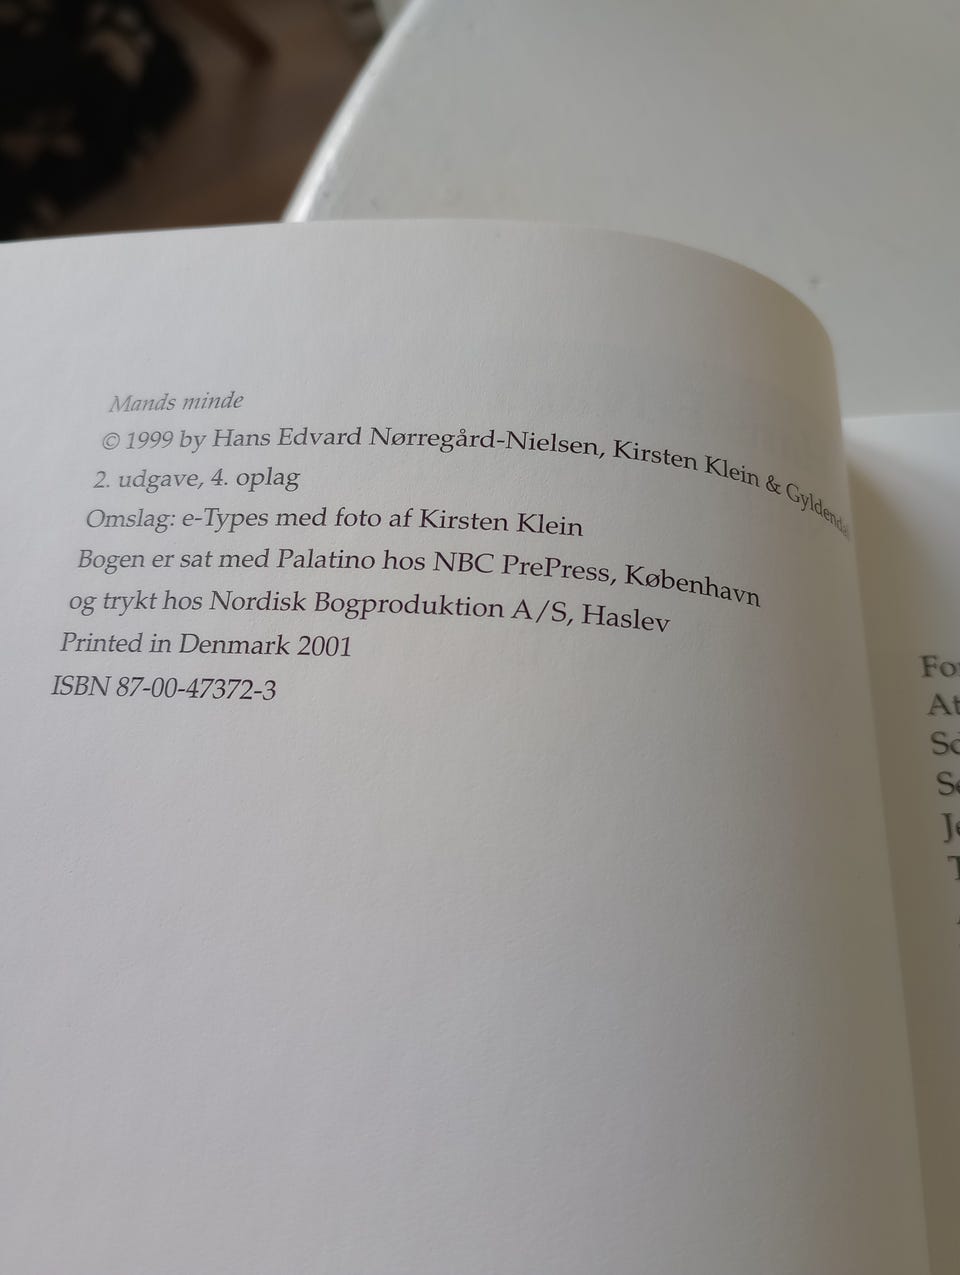 Mands minde
© 1999 by Hans Edvard Nørregård-Nielsen, Kirsten Klein & Gyldendal
2. udgave, 4. oplag
Omslag: e-Types med foto af Kirsten Klein
Bogen er sat med Palatino hos NBC PrePress, København
og trykt hos Nordisk Bogproduktion A/S, Haslev
Printed in Denmark 2001
ISBN 87-00-47372-3